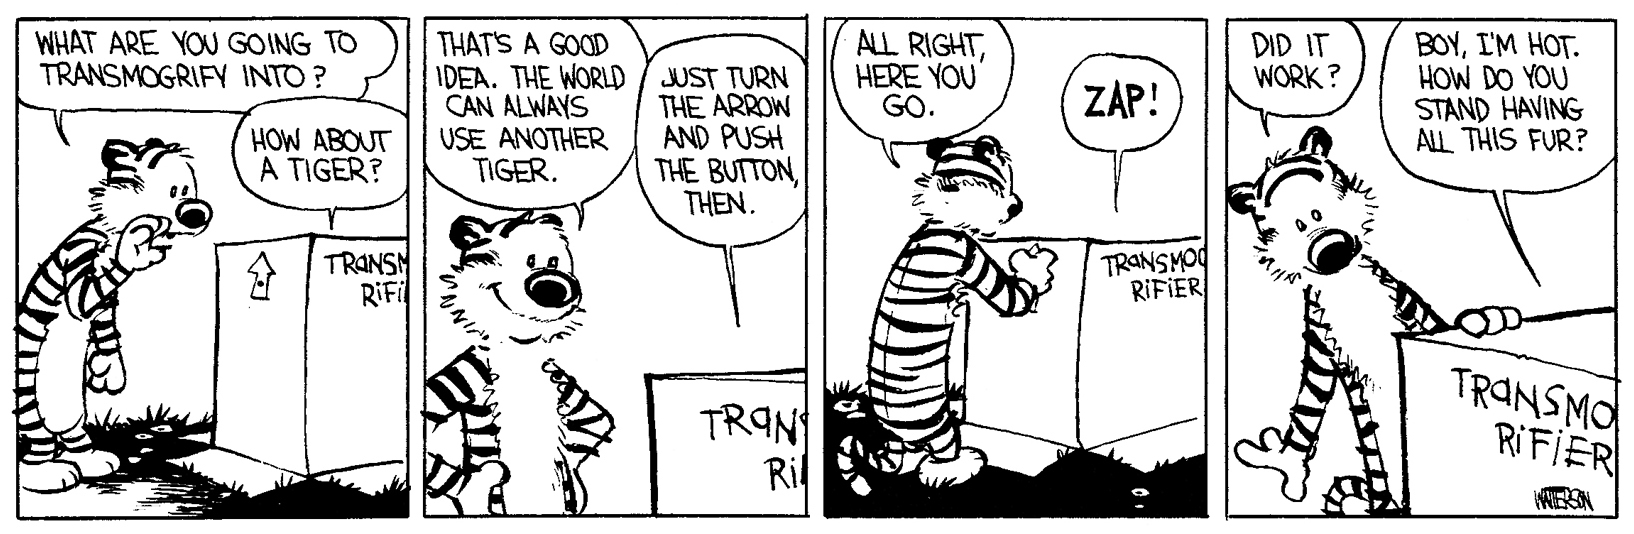 WHAT ARE YOU GOING TO
TRANSMOGRIFY INTO?
HOW ABOUT
A TIGER?
TRANSM
RIFI
THAT'S A GOOD
IDEA. THE WORLD
CAN ALWAYS
USE ANOTHER
TIGER.
JUST TURN
THE ARROW
AND PUSH
THE BUTTON,
THEN.
TRANS
RI
ALL RIGHT,
HERE YOU
GO.
ZAP!
TRANSMOG
RIFIER
DID IT
WORK?
BOY, I'M HOT.
HOW DO YOU
STAND HAVING
ALL THIS FUR?
TRANSMO
RIFIER
WATTERSON